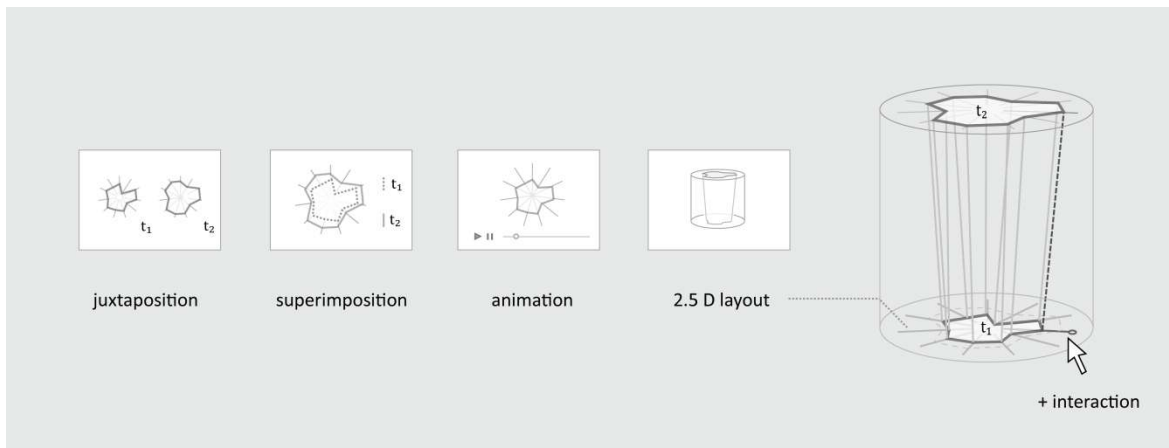 t₁
t₂
juxtaposition
t₁
t₂
superimposition
animation
2.5 D layout
t₂
t₁
+ interaction